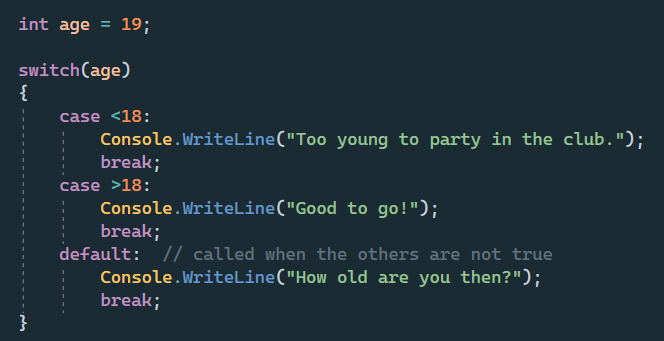 int age = 19;
switch(age)
{
case <18:
Console.WriteLine("Too young to party in the club.");
break;
case >18:
Console.WriteLine("Good to go!");
break;
default:  // called when the others are not true
Console.WriteLine("How old are you then?");
break;
}